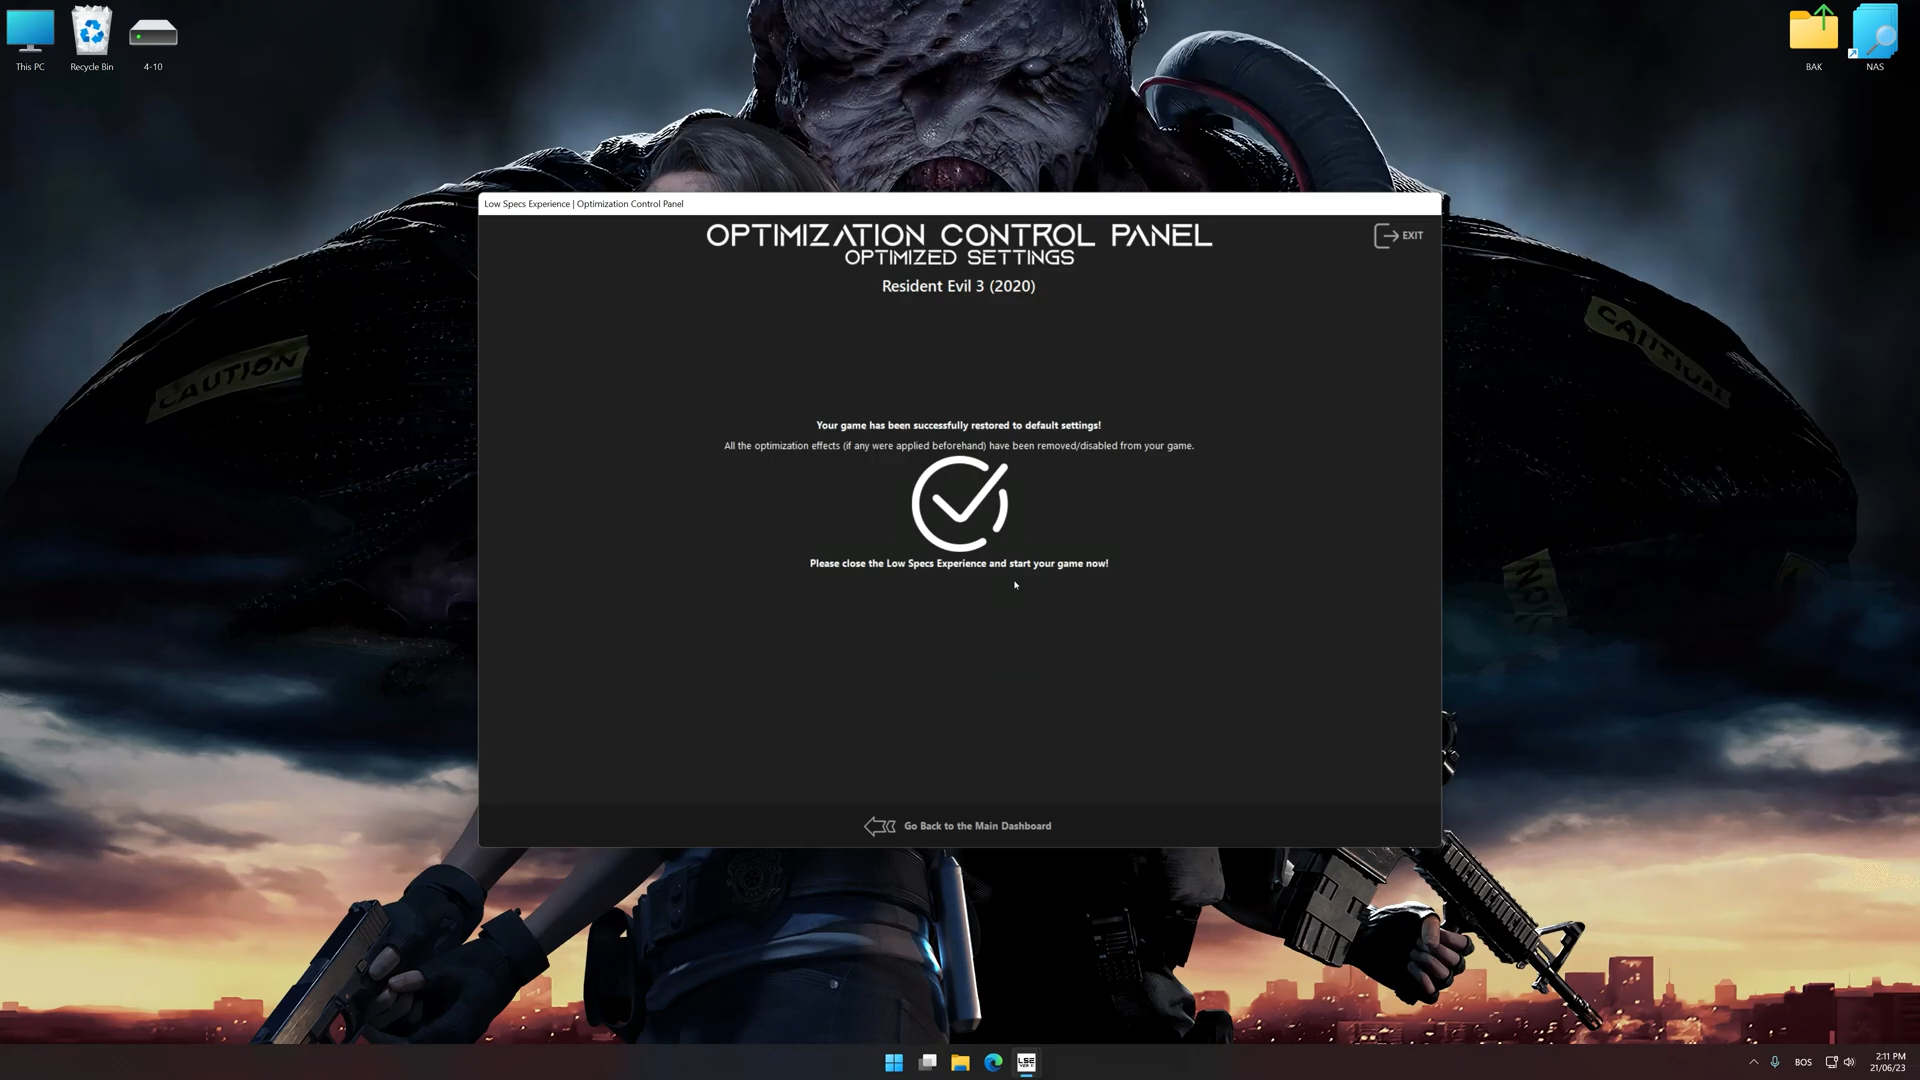 This PC
Recycle Bin
4-10
BAK
NAS
CAUTION
CAUTION
Low Specs Experience | Optimization Control Panel
OPTIMIZATION CONTROL PANEL
OPTIMIZED SETTINGS
EXIT
Resident Evil 3 (2020)
Your game has been successfully restored to default settings!
All the optimization effects (if any were applied beforehand) have been removed/disabled from your game.
Please close the Low Specs Experience and start your game now!
Go Back to the Main Dashboard
LSE
BOS
2:11 PM
21/06/23